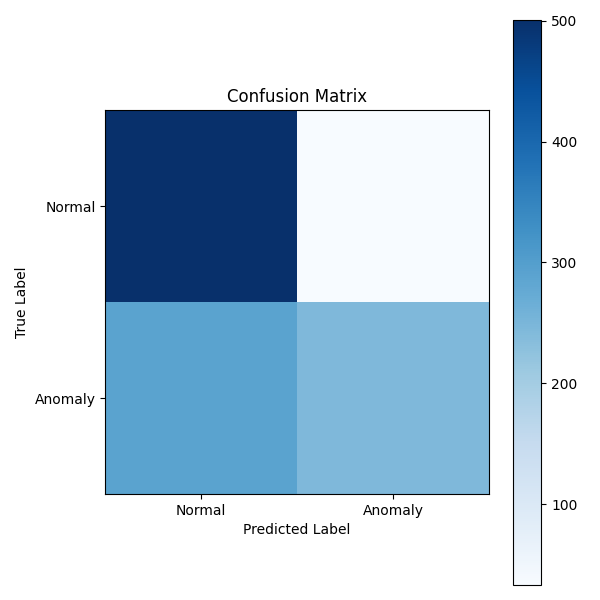 Confusion Matrix
500
400
300
200
100
True Label
Normal
Anomaly
Normal Anomaly
Predicted Label